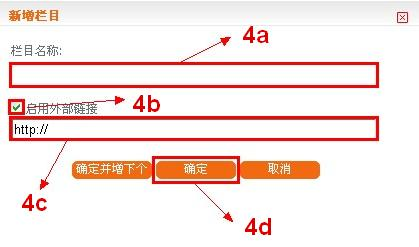 新增栏目
4a
栏目名称:
启用外部链接
4b
http://
确定并增下个 确定 取消
4c
4d